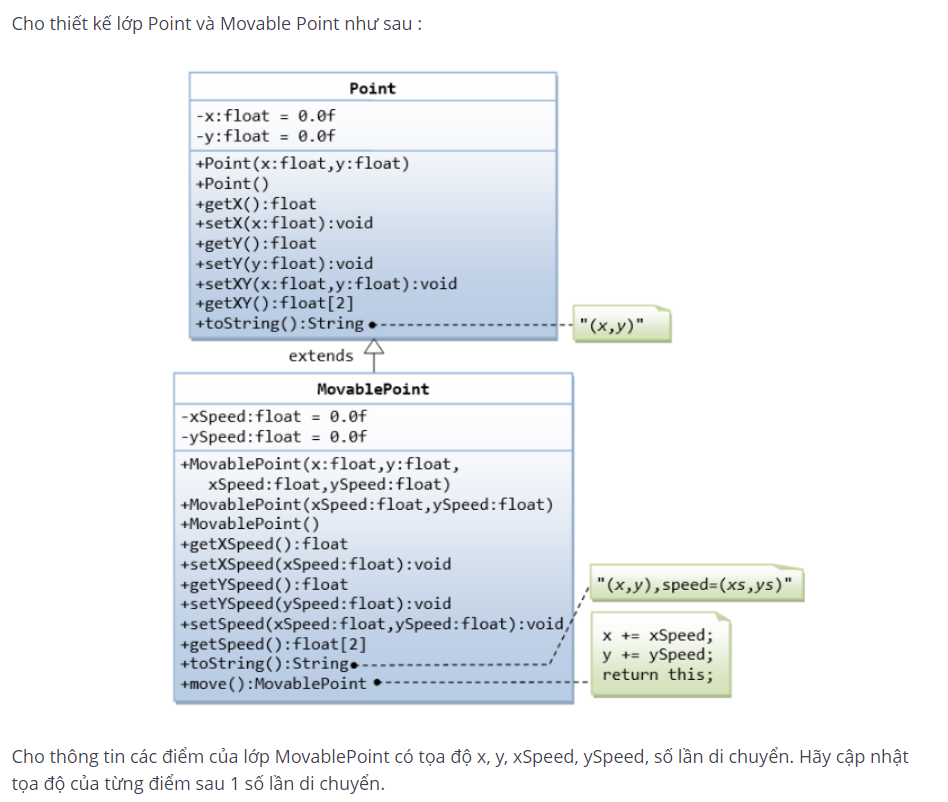 Cho thiết kế lớp Point và Movable Point như sau :
Point
-x:float = 0.0f
-y:float = 0.0f
+Point(x:float,y:float)
+Point()
+getX():float
+setX(x:float):void
+getY():float
+setY(y:float):void
+setXY(x:float,y:float):void
+getXY():float[2]
+toString():String
"(x,y)"
extends
MovablePoint
-xSpeed:float = 0.0f
-ySpeed:float = 0.0f
+MovablePoint(x:float,y:float,
xSpeed:float,ySpeed:float)
+MovablePoint(xSpeed:float,ySpeed:float)
+MovablePoint()
+getXSpeed():float
+setXSpeed(xSpeed:float):void
+getYSpeed():float
+setYSpeed(ySpeed:float):void
+setSpeed(xSpeed:float,ySpeed:float):void
+getSpeed():float[2]
+toString():String
+move():MovablePoint
"(x,y),speed=(xs,ys)"
x += xSpeed;
y += ySpeed;
return this;
Cho thông tin các điểm của lớp MovablePoint có tọa độ x, y, xSpeed, ySpeed, số lần di chuyển. Hãy cập nhật
tọa độ của từng điểm sau 1 số lần di chuyển.